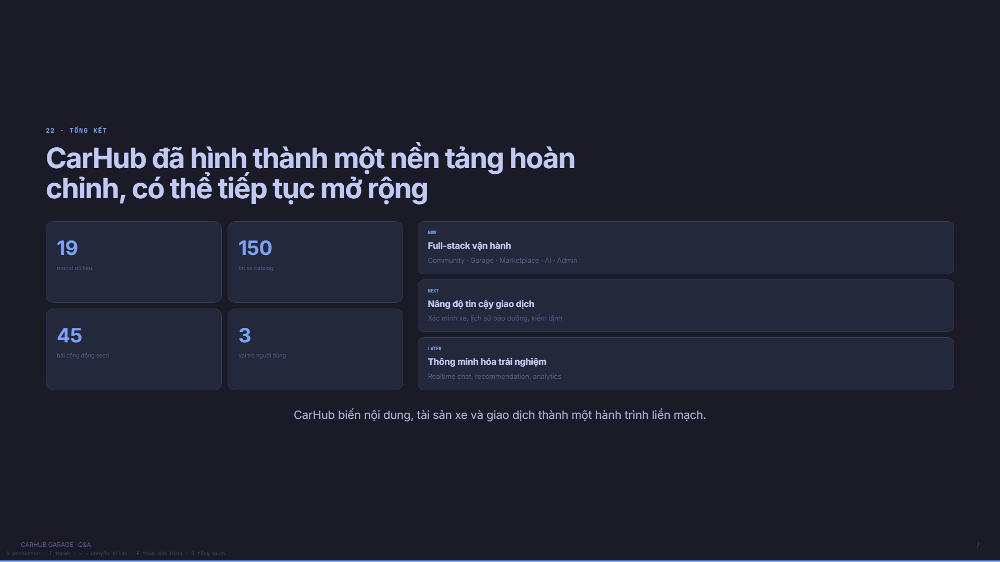 22 · TỔNG KẾT
CarHub đã hình thành một nền tảng hoàn
chỉnh, có thể tiếp tục mở rộng
19
model dữ liệu
150
tin xe catalog
45
bài cộng đồng seed
3
vai trò người dùng
NOW
Full-stack vận hành
Community · Garage · Marketplace · AI · Admin
NEXT
Nâng độ tin cậy giao dịch
Xác minh xe, lịch sử bảo dưỡng, kiểm định
LATER
Thông minh hóa trải nghiệm
Realtime chat, recommendation, analytics
CarHub biến nội dung, tài sản xe và giao dịch thành một hành trình liền mạch.
CARHUB GARAGE · Q&A
/
S presenter · T theme · ← → chuyển slide · F toàn màn hình · O tổng quan